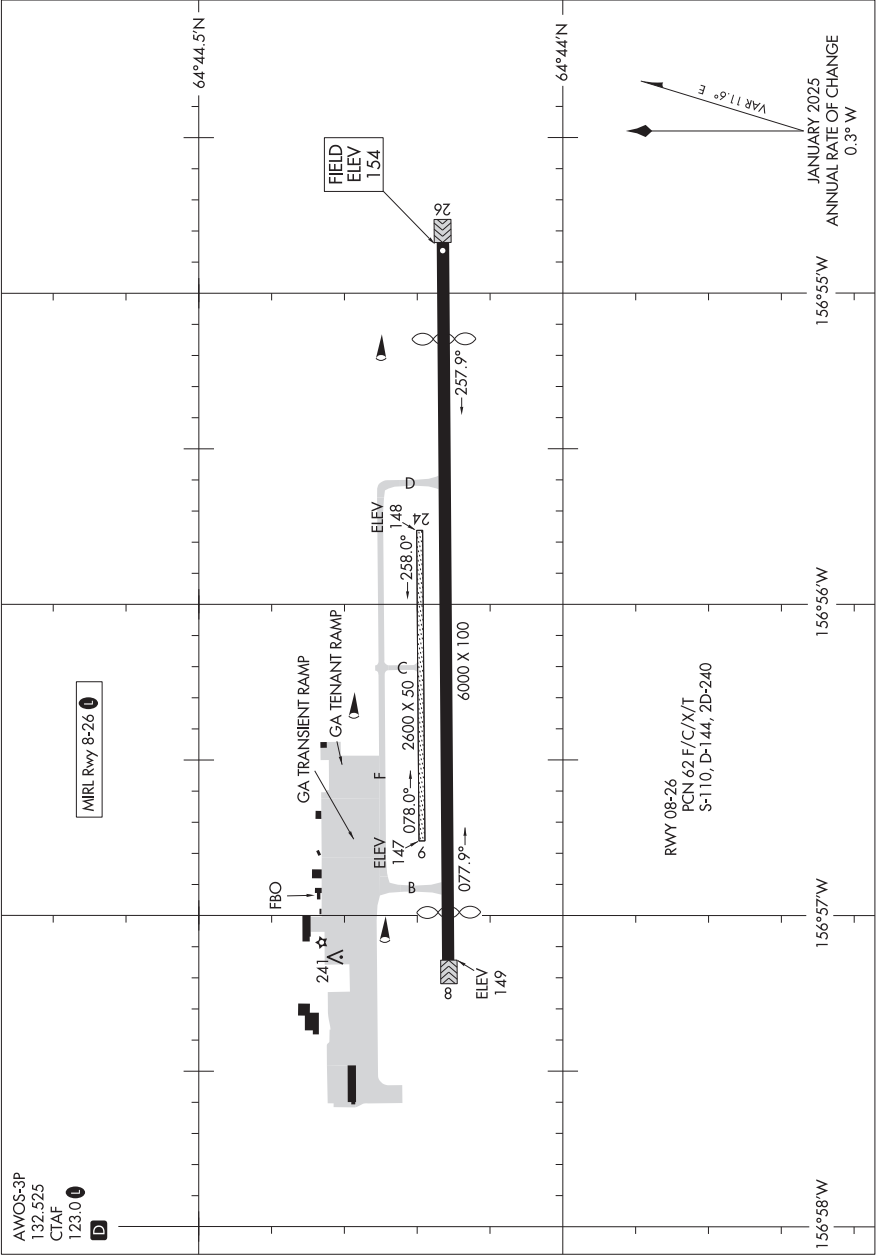 AWOS-3P
132.525
CTAF
123.0 L
D
MIRL Rwy 8-26 L
64°44.5'N
64°44'N
FIELD
ELEV
154
26
257.9°
D
ELEV
148
24
258.0°
GA TRANSIENT RAMP
GA TENANT RAMP
C
2600 X 50
6000 X 100
F
078.0°
ELEV
147
6
FBO
B
077.9°
241
8
ELEV
149
RWY 08-26
PCN 62 F/C/X/T
S-110, D-144, 2D-240
VAR 11.6° E
JANUARY 2025
ANNUAL RATE OF CHANGE
0.3° W
156°58'W
156°57'W
156°56'W
156°55'W